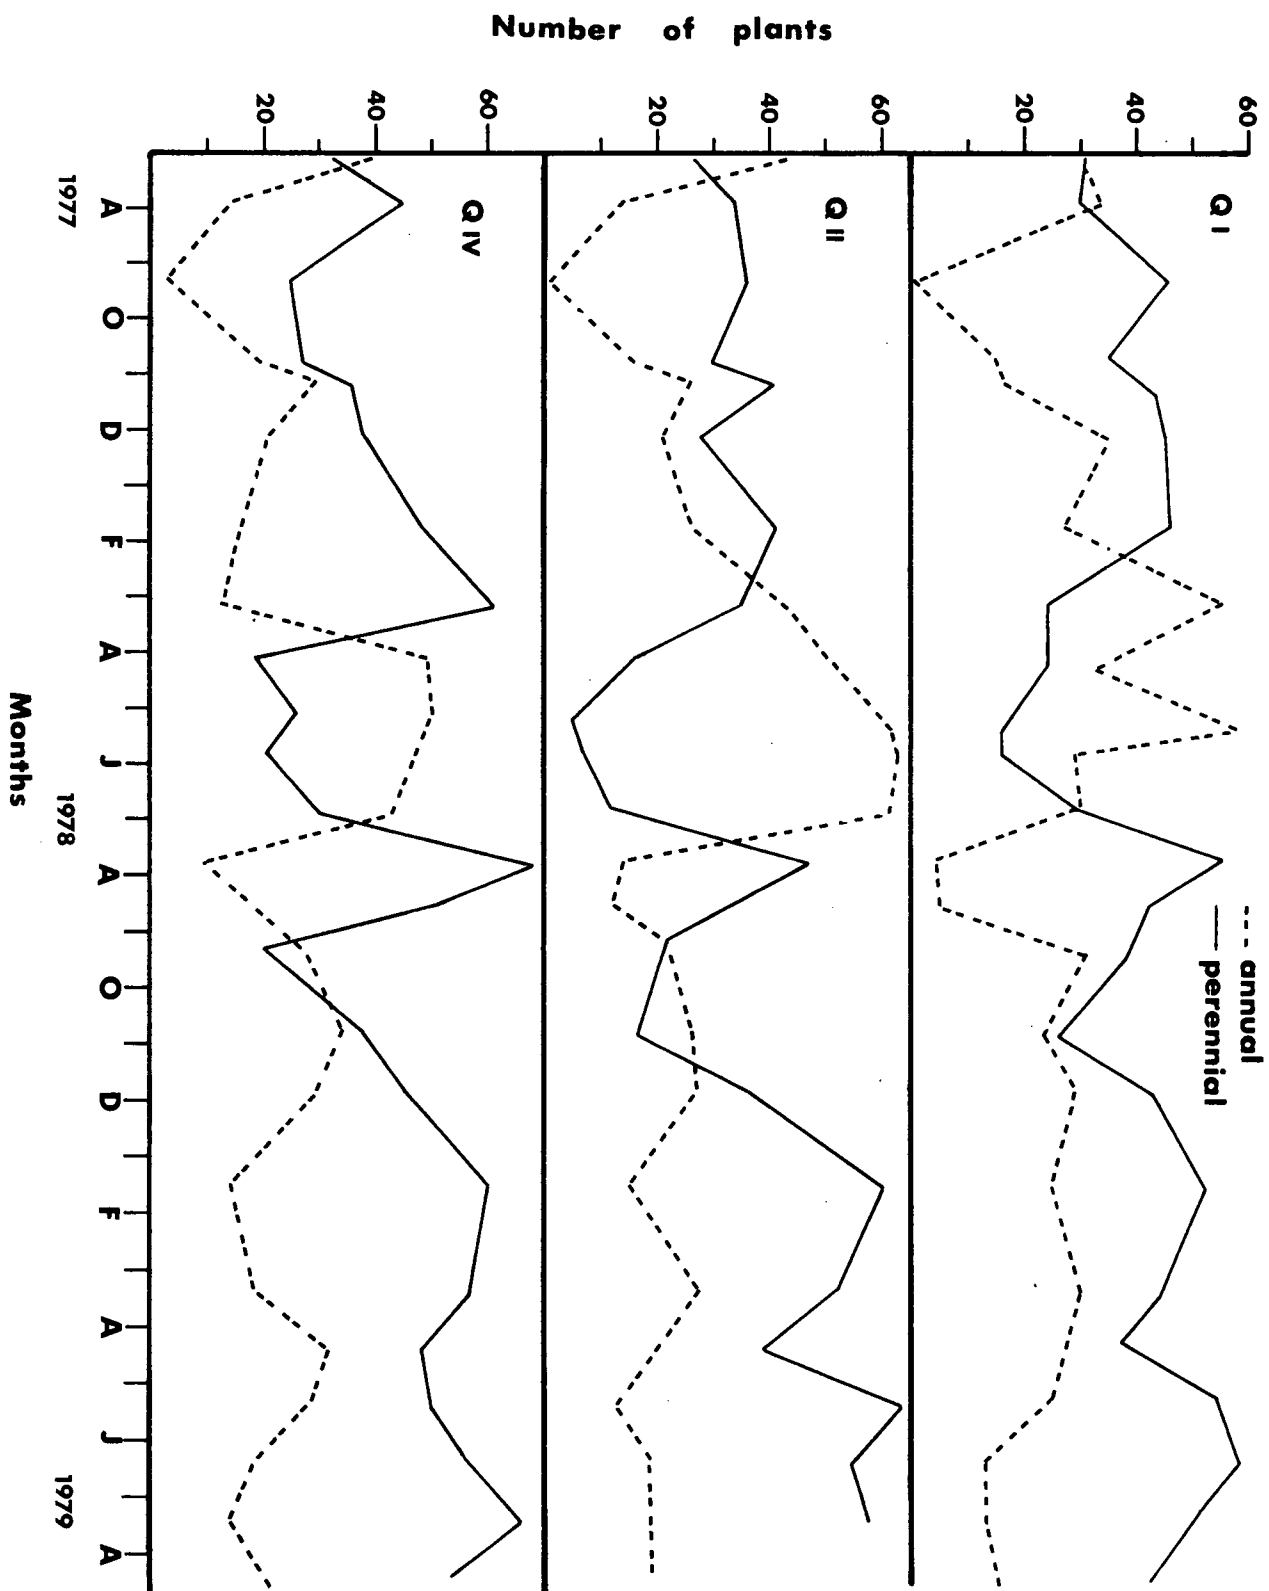 Number of plants
60
40
20
Q I
--- annual
— perennial
60
40
20
Q II
60
40
20
Q IV
A O D F A J A O D F A J A
1977 1978 1979
Months